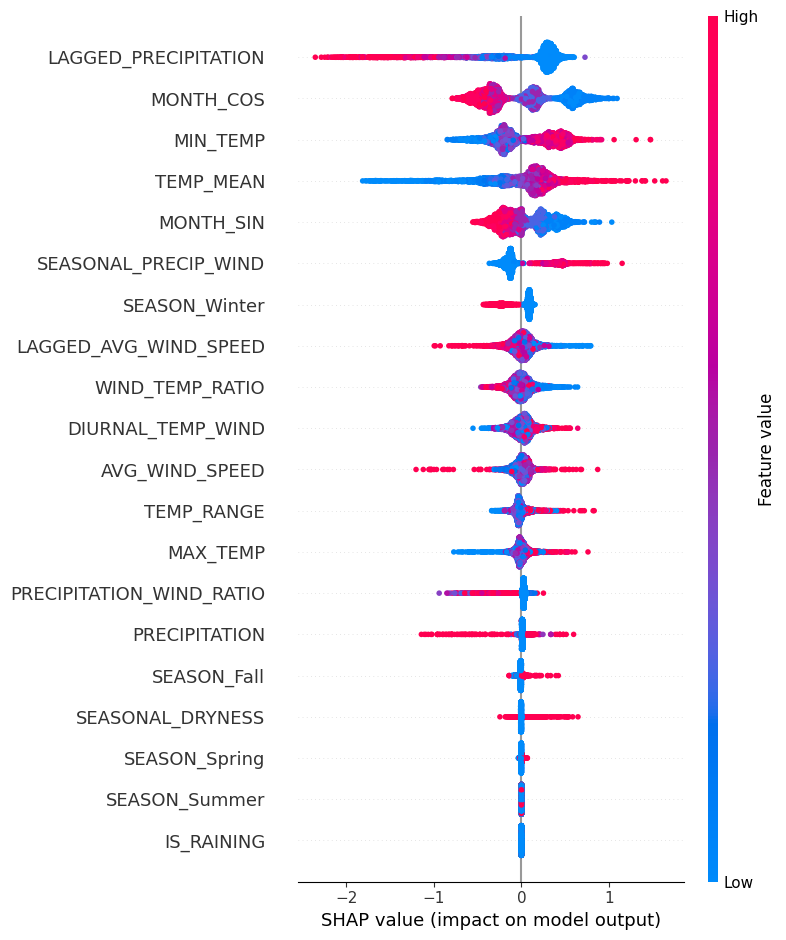 High
LAGGED_PRECIPITATION
MONTH_COS
MIN_TEMP
TEMP_MEAN
MONTH_SIN
SEASONAL_PRECIP_WIND
SEASON_Winter
LAGGED_AVG_WIND_SPEED
WIND_TEMP_RATIO
DIURNAL_TEMP_WIND
AVG_WIND_SPEED
TEMP_RANGE
MAX_TEMP
PRECIPITATION_WIND_RATIO
PRECIPITATION
SEASON_Fall
SEASONAL_DRYNESS
SEASON_Spring
SEASON_Summer
IS_RAINING
Feature value
Low
−2 −1 0 1
SHAP value (impact on model output)